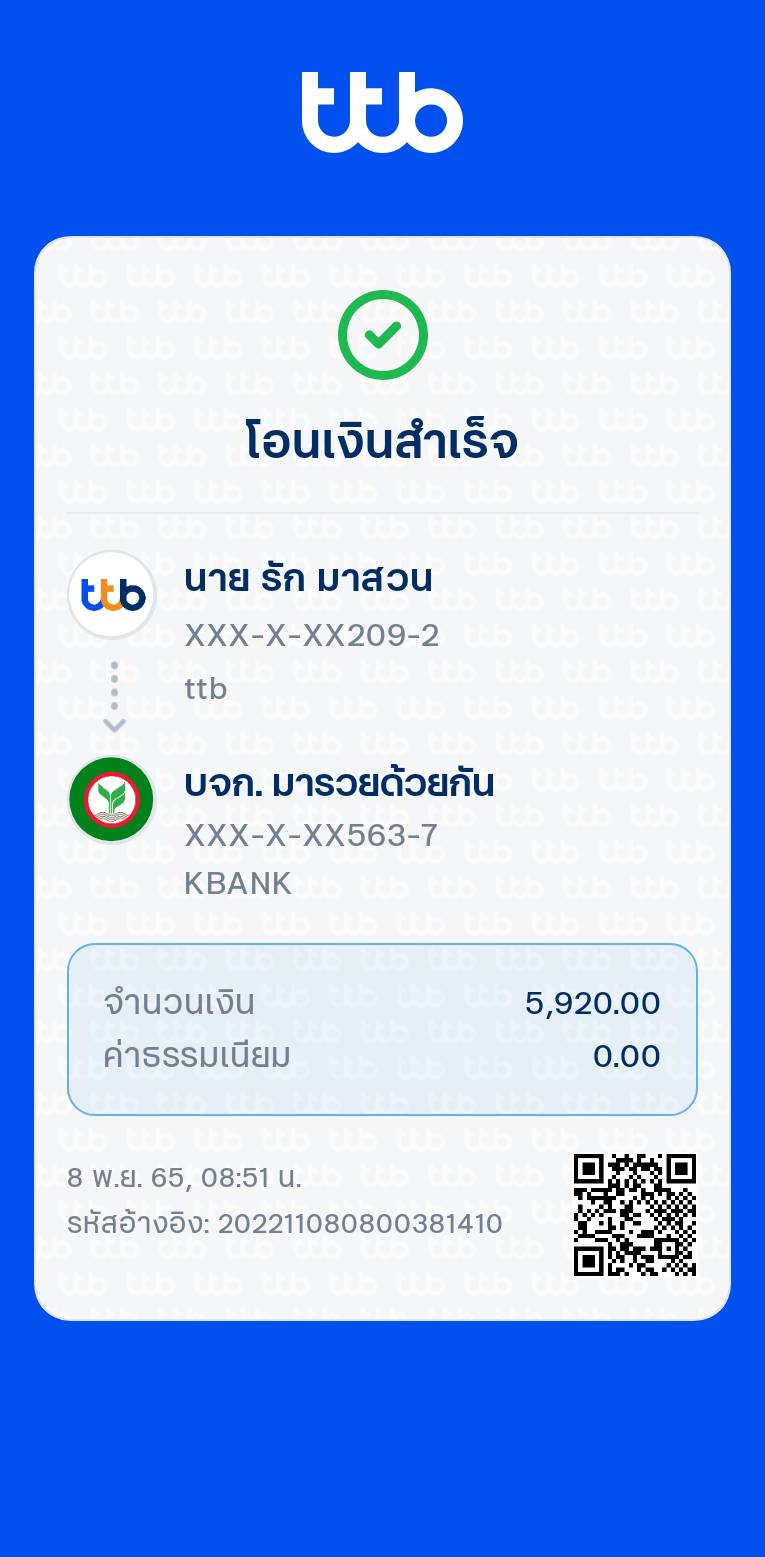 ttb
โอนเงินสำเร็จ
ttb
นาย รัก มาสวน
XXX-X-XX209-2
ttb
บจก. มารวยด้วยกัน
XXX-X-XX563-7
KBANK
จำนวนเงิน 5,920.00
ค่าธรรมเนียม 0.00
8 พ.ย. 65, 08:51 น.
รหัสอ้างอิง: 202211080800381410